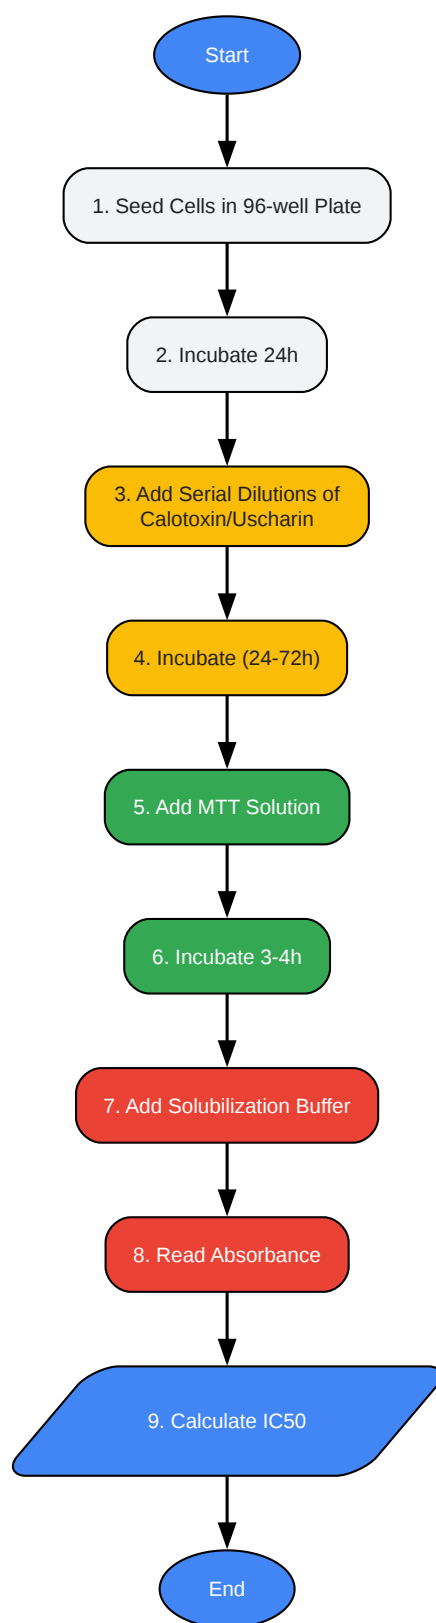 Start
1. Seed Cells in 96-well Plate
2. Incubate 24h
3. Add Serial Dilutions of
Calotoxin/Uscharin
4. Incubate (24-72h)
5. Add MTT Solution
6. Incubate 3-4h
7. Add Solubilization Buffer
8. Read Absorbance
9. Calculate IC50
End